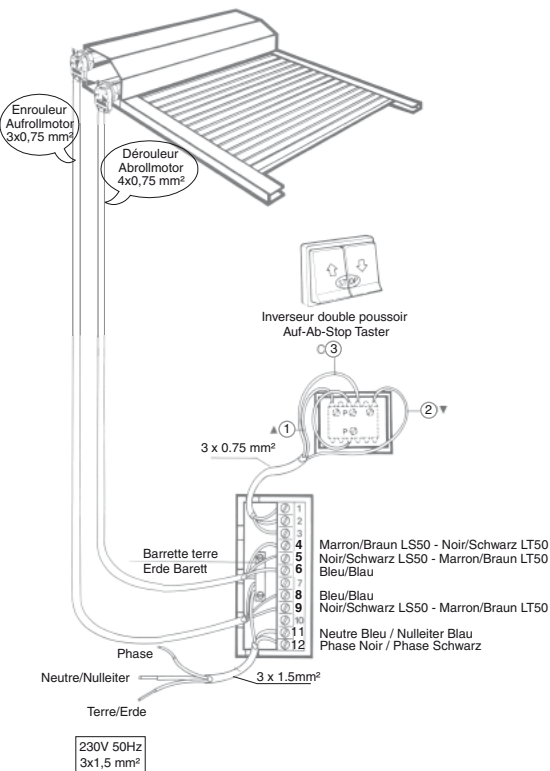 Enrouleur
Aufrollmotor
3x0,75 mm²
Dérouleur
Abrollmotor
4x0,75 mm²
STOP
Inverseur double poussoir
Auf-Ab-Stop Taster
3
P
P
1
2
3 x 0.75 mm²
1
2
3
4 Marron/Braun LS50 - Noir/Schwarz LT50
5 Noir/Schwarz LS50 - Marron/Braun LT50
6 Bleu/Blau
7
8 Bleu/Blau
9 Noir/Schwarz LS50 - Marron/Braun LT50
10
11 Neutre Bleu / Nulleiter Blau
12 Phase Noir / Phase Schwarz
Barrette terre
Erde Barett
Phase
Neutre/Nulleiter
3 x 1.5mm²
Terre/Erde
230V 50Hz
3x1,5 mm²